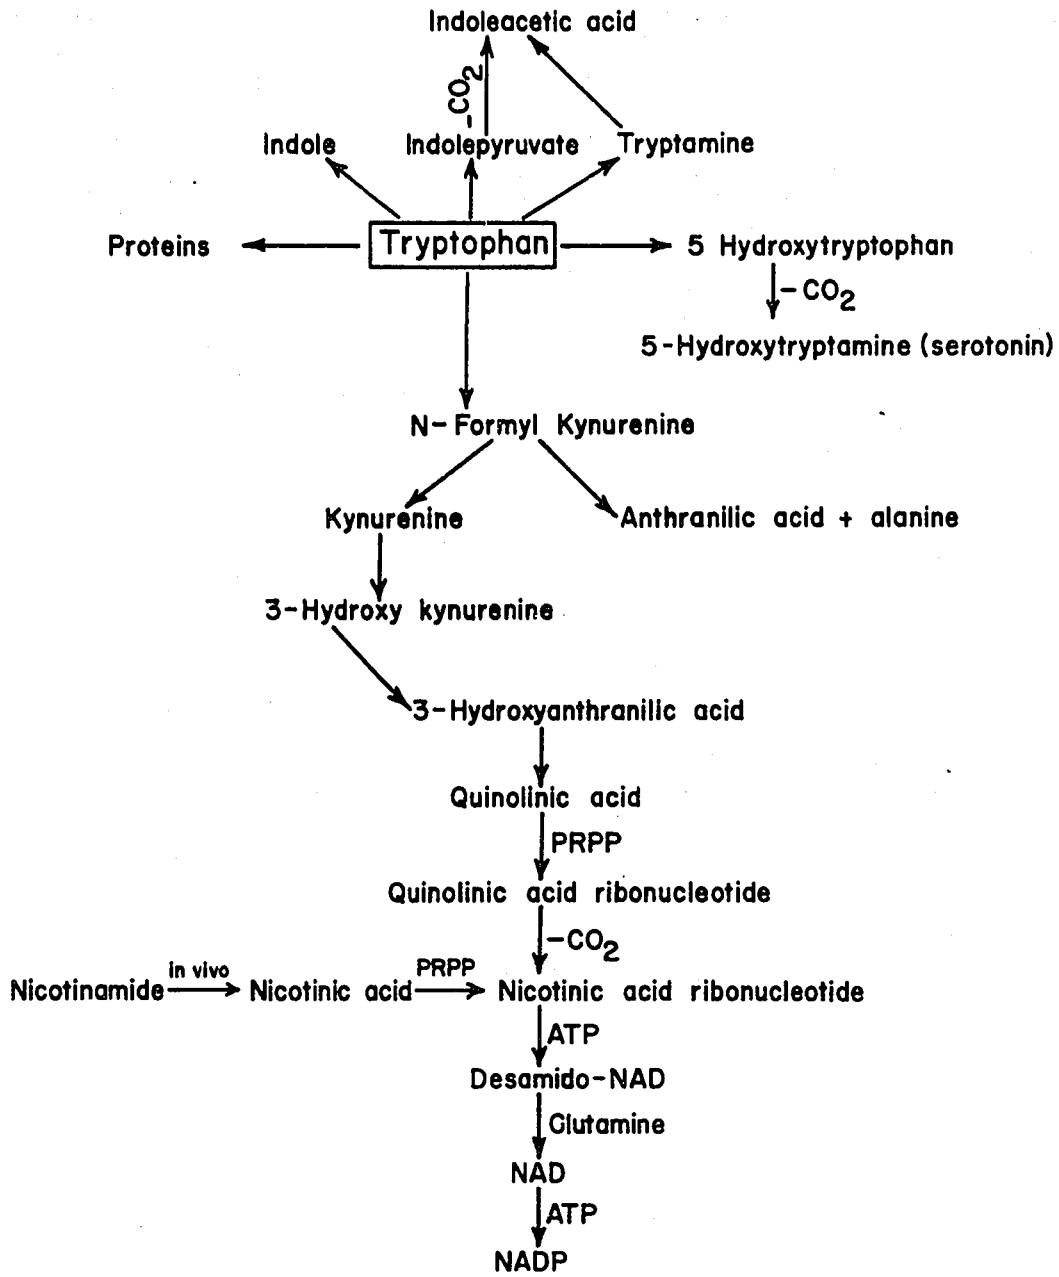 Indoleacetic acid
-CO2
Indole
Indolepyruvate
Tryptamine
Proteins
Tryptophan
5 Hydroxytryptophan
-CO2
5-Hydroxytryptamine (serotonin)
N-Formyl Kynurenine
Kynurenine
Anthranilic acid + alanine
3-Hydroxy kynurenine
3-Hydroxyanthranilic acid
Quinolinic acid
PRPP
Quinolinic acid ribonucleotide
-CO2
Nicotinamide
in vivo
Nicotinic acid
PRPP
Nicotinic acid ribonucleotide
ATP
Desamido-NAD
Glutamine
NAD
ATP
NADP